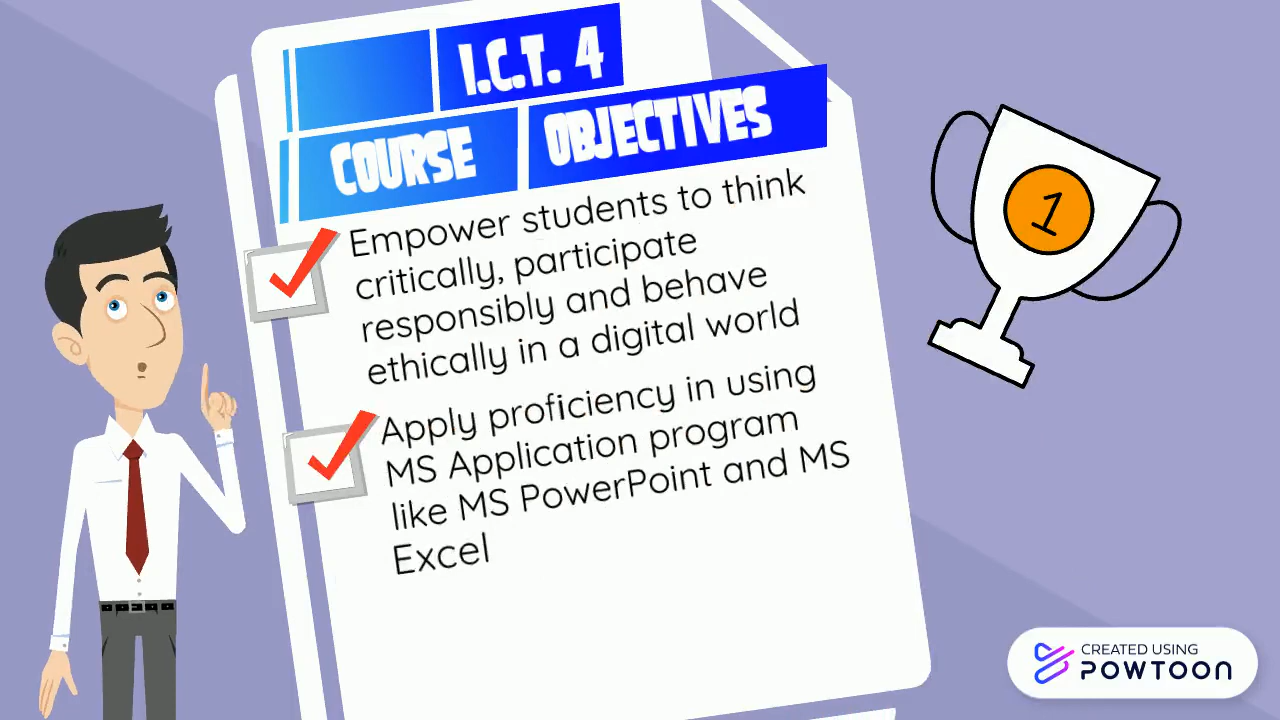 I.C.T. 4
COURSE OBJECTIVES
Empower students to think
critically, participate
responsibly and behave
ethically in a digital world
Apply proficiency in using
MS Application program
like MS PowerPoint and MS
Excel
1
CREATED USING
POWTOON